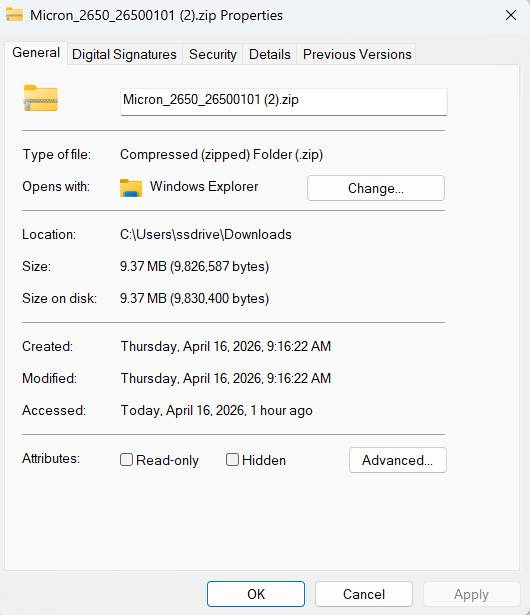 Micron_2650_26500101 (2).zip Properties
General Digital Signatures Security Details Previous Versions
Micron_2650_26500101 (2).zip
Type of file: Compressed (zipped) Folder (.zip)
Opens with: Windows Explorer Change...
Location: C:\Users\ssdrive\Downloads
Size: 9.37 MB (9,826,587 bytes)
Size on disk: 9.37 MB (9,830,400 bytes)
Created: Thursday, April 16, 2026, 9:16:22 AM
Modified: Thursday, April 16, 2026, 9:16:22 AM
Accessed: Today, April 16, 2026, 1 hour ago
Attributes: Read-only Hidden Advanced...
OK Cancel Apply